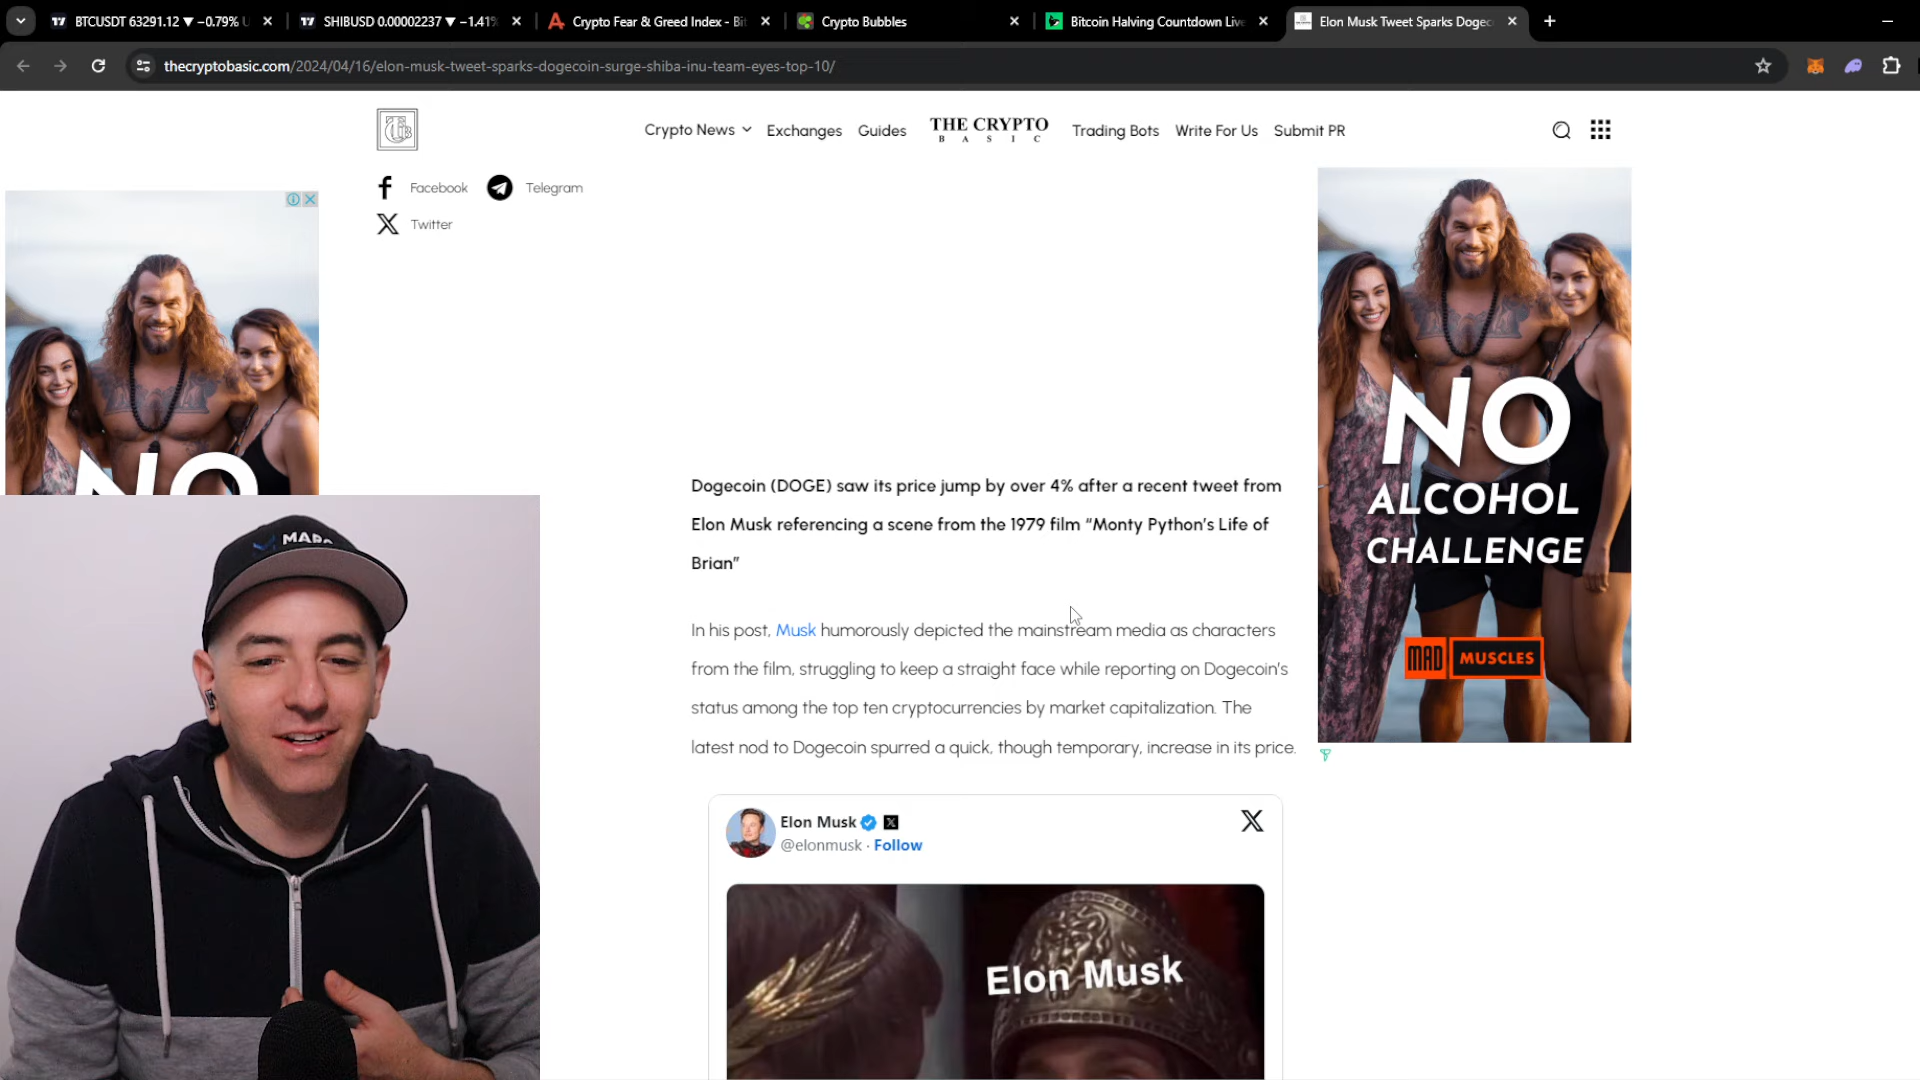 BTCUSDT 63291.12 ▼ −0.79% U
SHIBUSD 0.00002237 ▼ −1.41%
Crypto Fear & Greed Index - Bit
Crypto Bubbles
Bitcoin Halving Countdown Live
Elon Musk Tweet Sparks Dogec
thecryptobasic.com/2024/04/16/elon-musk-tweet-sparks-dogecoin-surge-shiba-inu-team-eyes-top-10/
Crypto News
Exchanges
Guides
THE CRYPTO
BASIC
Trading Bots
Write For Us
Submit PR
Facebook
Telegram
Twitter
NO
NO
ALCOHOL
CHALLENGE
MAD MUSCLES
Dogecoin (DOGE) saw its price jump by over 4% after a recent tweet from
Elon Musk referencing a scene from the 1979 film “Monty Python’s Life of
Brian”
In his post, Musk humorously depicted the mainstream media as characters
from the film, struggling to keep a straight face while reporting on Dogecoin’s
status among the top ten cryptocurrencies by market capitalization. The
latest nod to Dogecoin spurred a quick, though temporary, increase in its price.
Elon Musk
@elonmusk · Follow
Elon Musk